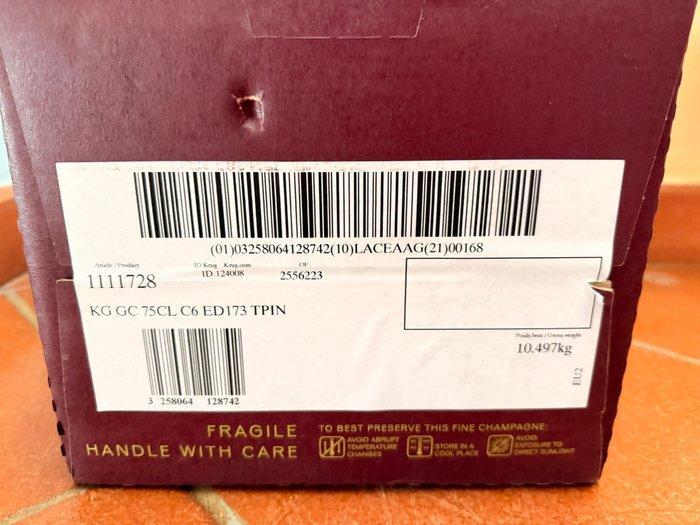 (01)03258064128742(10)LACEAAG(21)00168
Article / Product
ID Krug Krug.com
OF
1111728
ID.124008
2556223
KG GC 75CL C6 ED173 TPIN
Poids brut / Gross weight
10.497kg
EU2
3 258064 128742
FRAGILE
HANDLE WITH CARE
TO BEST PRESERVE THIS FINE CHAMPAGNE:
AVOID ABRUPT
TEMPERATURE
CHANGES
STORE IN A
COOL PLACE
AVOID
EXPOSURE TO
DIRECT SUNLIGHT